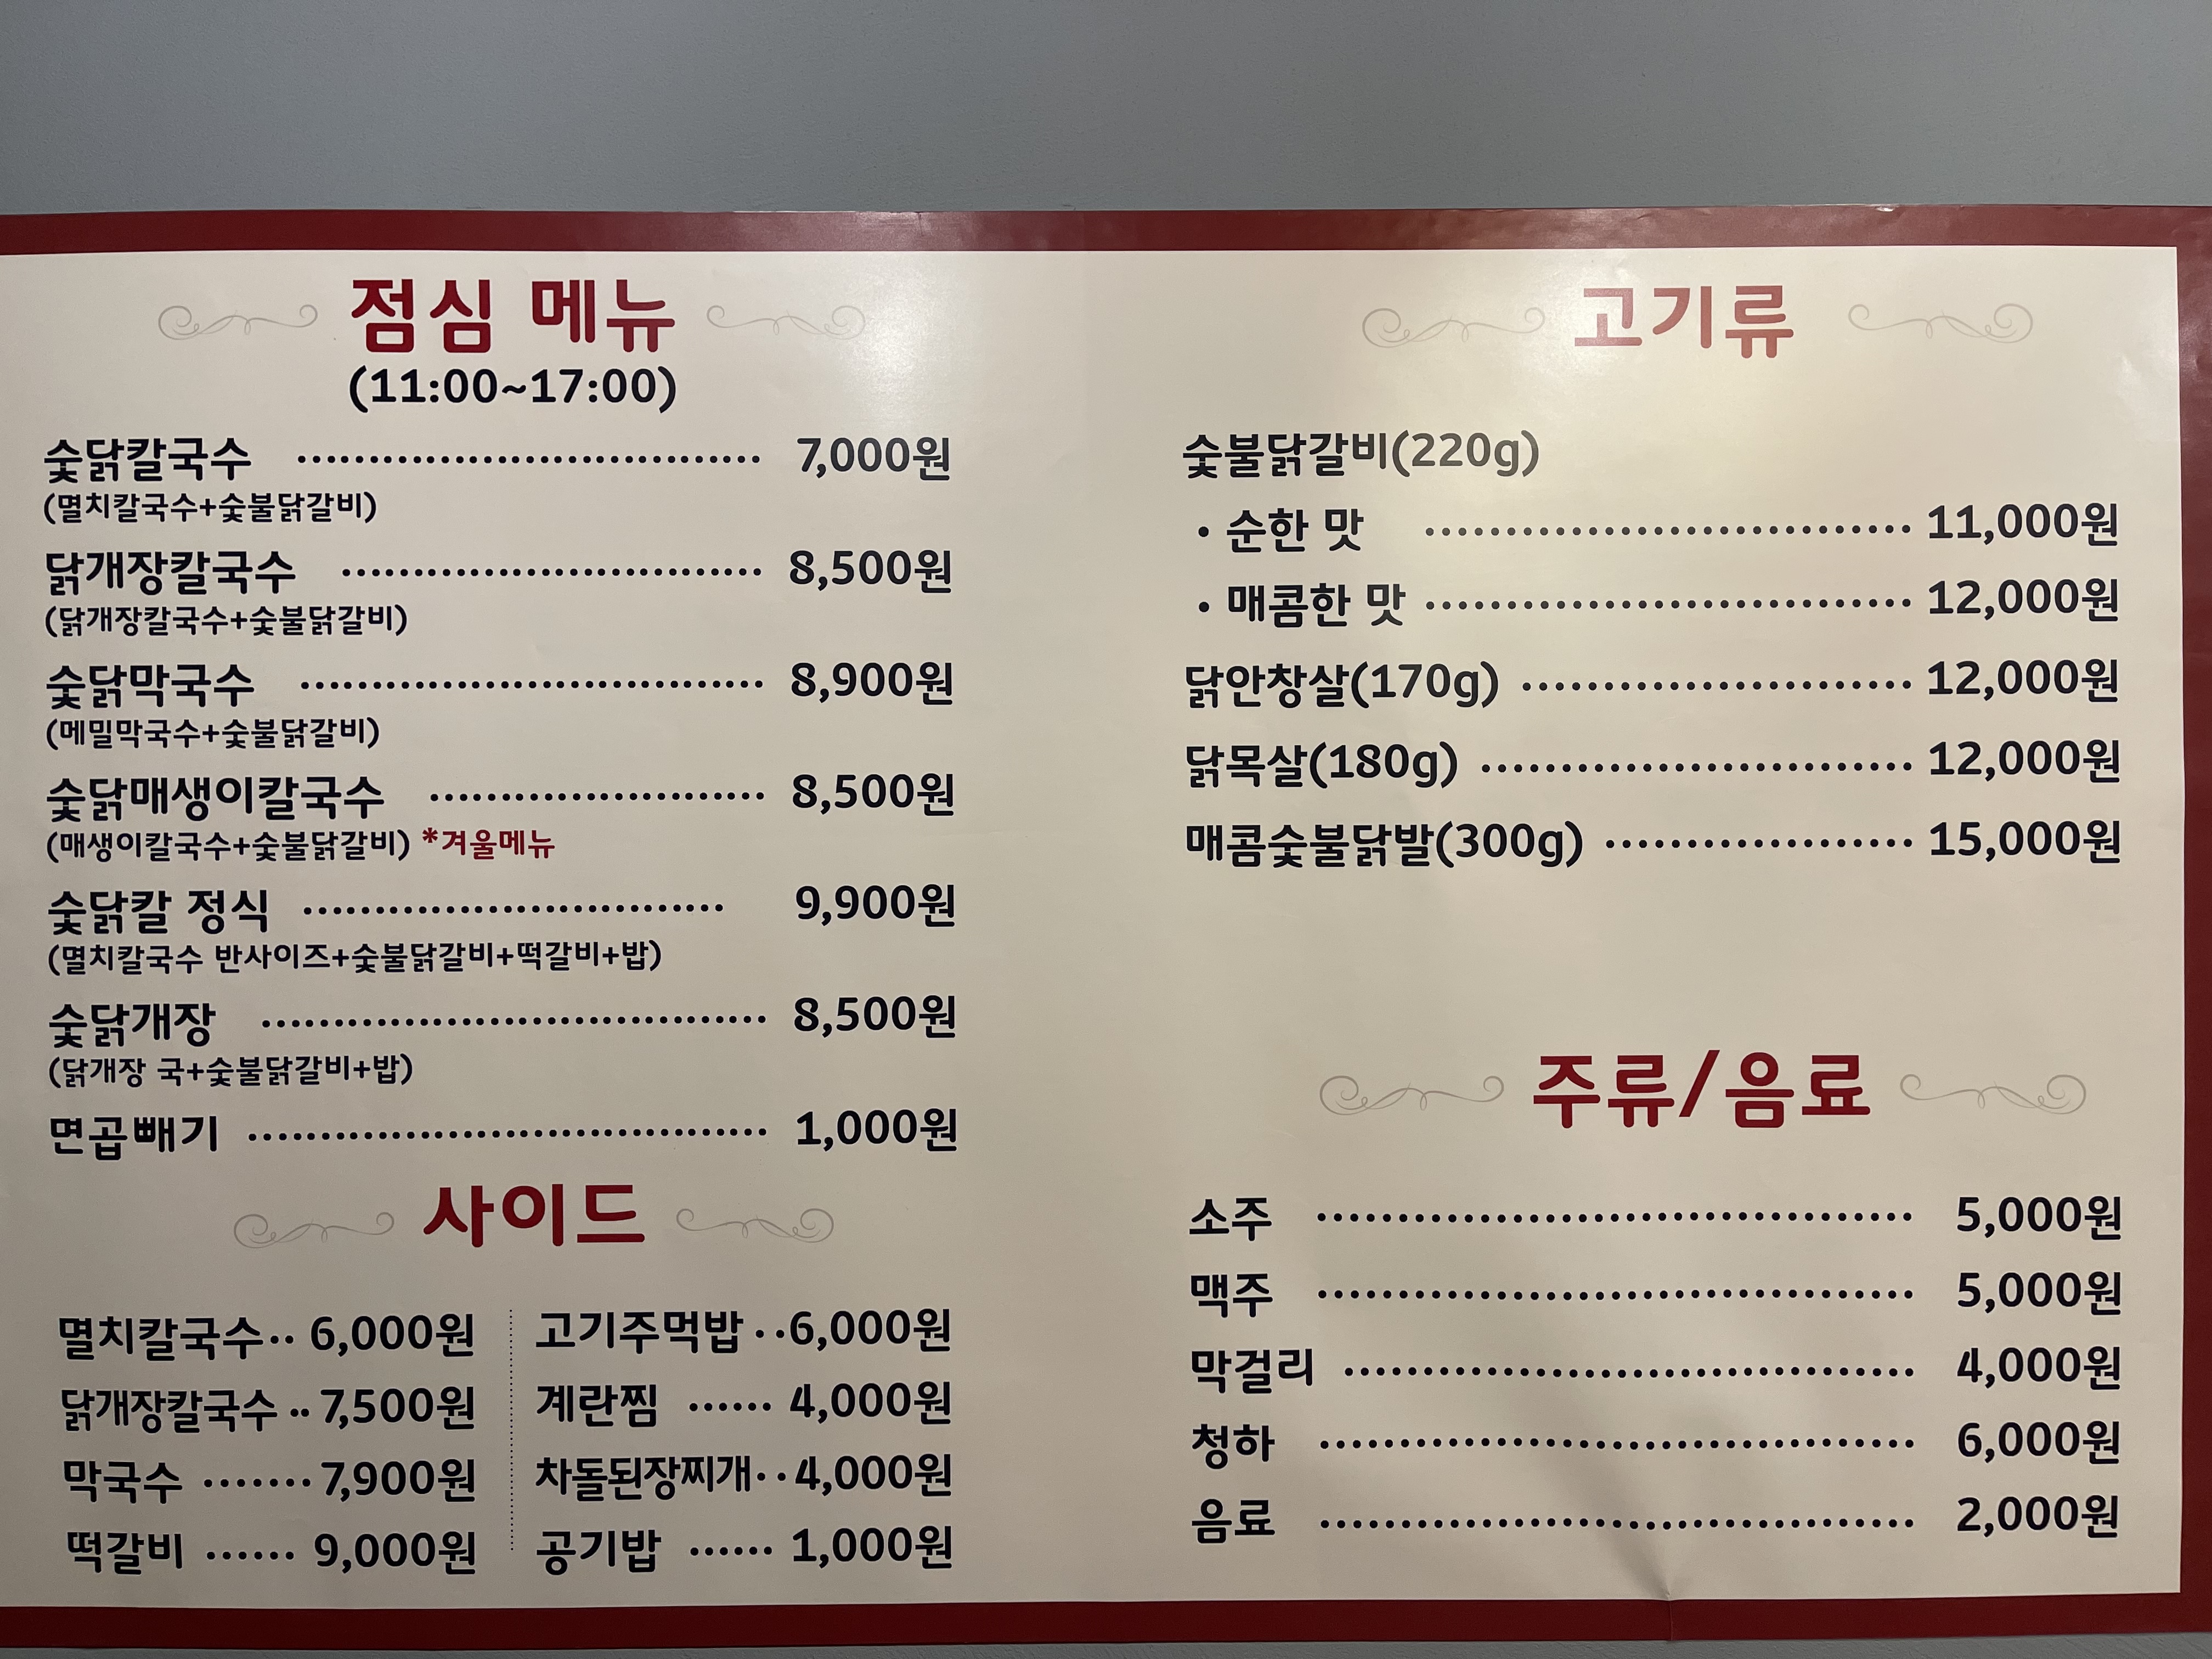 점심 메뉴
(11:00~17:00)
숯닭칼국수 ································ 7,000원
(멸치칼국수+숯불닭갈비)
닭개장칼국수 ····························· 8,500원
(닭개장칼국수+숯불닭갈비)
숯닭막국수 ································ 8,900원
(메밀막국수+숯불닭갈비)
숯닭매생이칼국수 ······················· 8,500원
(매생이칼국수+숯불닭갈비) *겨울메뉴
숯닭칼 정식 ····························· 9,900원
(멸치칼국수 반사이즈+숯불닭갈비+떡갈비+밥)
숯닭개장 ··································· 8,500원
(닭개장 국+숯불닭갈비+밥)
면곱빼기 ···································· 1,000원
사이드
멸치칼국수·· 6,000원
닭개장칼국수 ·· 7,500원
막국수 ······· 7,900원
떡갈비 ······ 9,000원
고기주먹밥 ··6,000원
계란찜 ······ 4,000원
차돌된장찌개··4,000원
공기밥 ······ 1,000원
고기류
숯불닭갈비(220g)
· 순한 맛 ·································· 11,000원
· 매콤한 맛 ·································· 12,000원
닭안창살(170g) ··························· 12,000원
닭목살(180g) ······························ 12,000원
매콤숯불닭발(300g) ····················· 15,000원
주류/음료
소주 ········································· 5,000원
맥주 ········································· 5,000원
막걸리 ······································· 4,000원
청하 ········································· 6,000원
음료 ········································· 2,000원